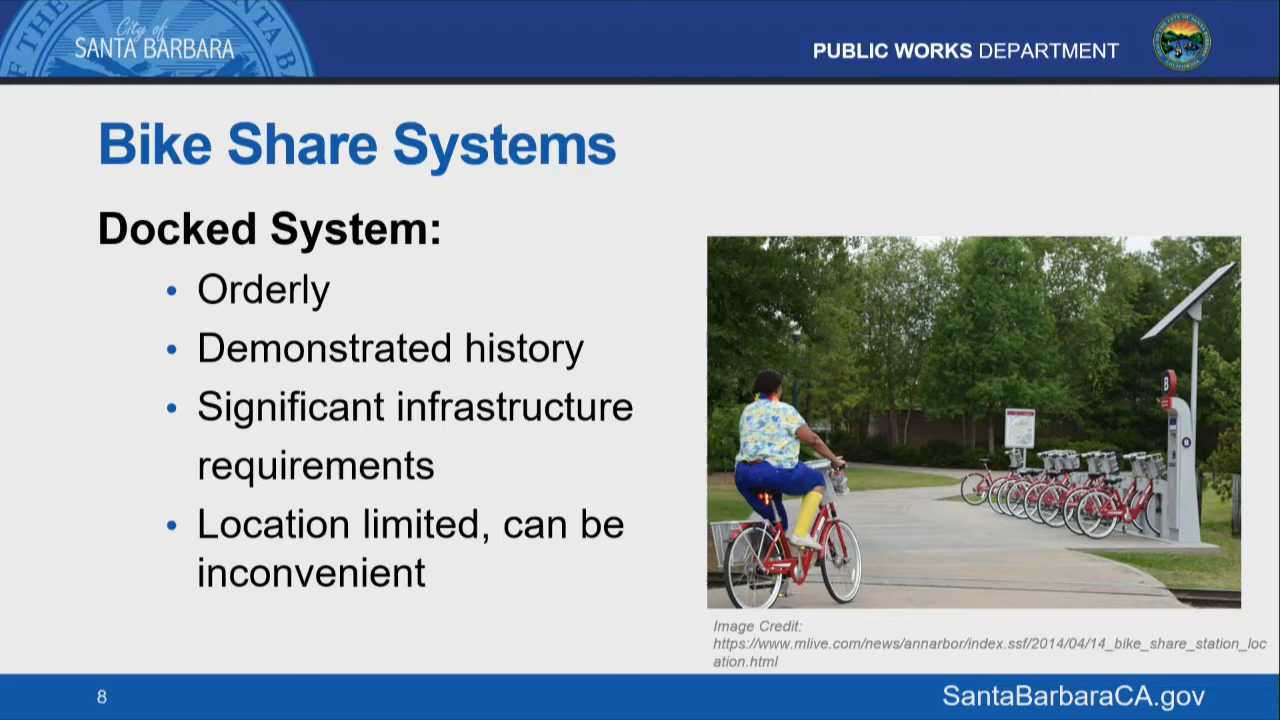 City of
SANTA BARBARA
PUBLIC WORKS DEPARTMENT
Bike Share Systems
Docked System:
• Orderly
• Demonstrated history
• Significant infrastructure
requirements
• Location limited, can be
inconvenient
B
B
Image Credit:
https://www.mlive.com/news/annarbor/index.ssf/2014/04/14_bike_share_station_loc
ation.html
8
SantaBarbaraCA.gov